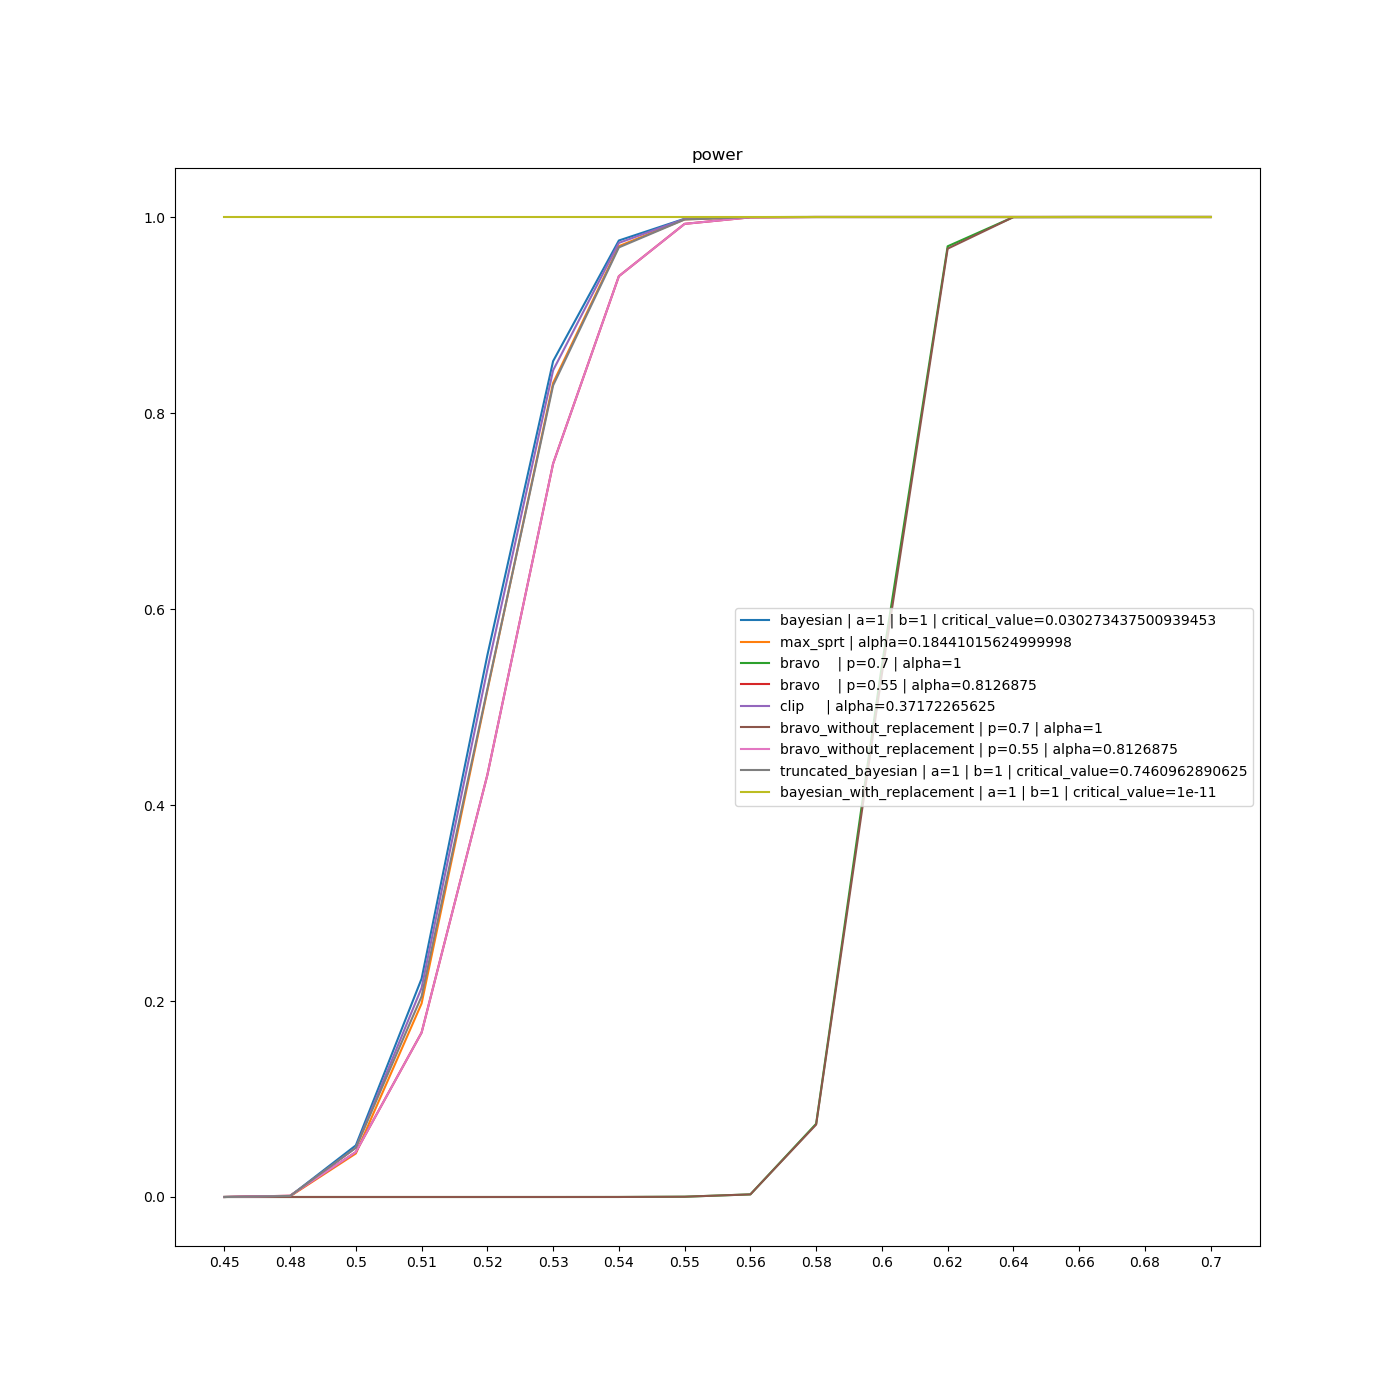 power
1.0
0.8
0.6
0.4
0.2
0.0
bayesian | a=1 | b=1 | critical_value=0.030273437500939453
max_sprt | alpha=0.18441015624999998
bravo    | p=0.7 | alpha=1
bravo    | p=0.55 | alpha=0.8126875
clip     | alpha=0.37172265625
bravo_without_replacement | p=0.7 | alpha=1
bravo_without_replacement | p=0.55 | alpha=0.8126875
truncated_bayesian | a=1 | b=1 | critical_value=0.7460962890625
bayesian_with_replacement | a=1 | b=1 | critical_value=1e-11
0.45 0.48 0.5 0.51 0.52 0.53 0.54 0.55 0.56 0.58 0.6 0.62 0.64 0.66 0.68 0.7